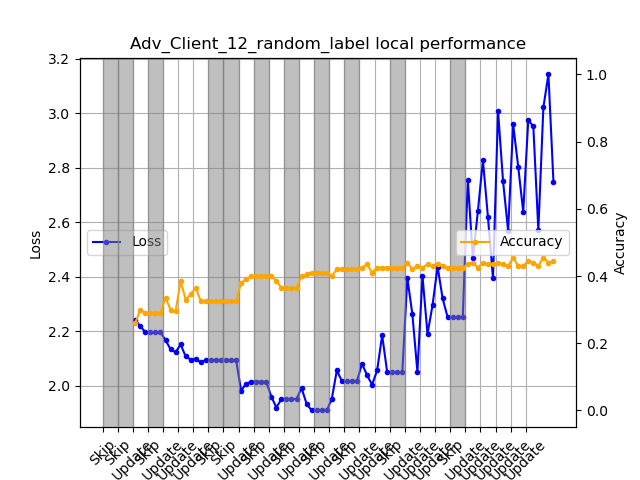 Adv_Client_12_random_label local performance
3.2
3.0
2.8
2.6
2.4
2.2
2.0
Loss
Loss
Accuracy
1.0
0.8
0.6
0.4
0.2
0.0
Accuracy
Skip
Skip
Update
Skip
Update
Update
Update
Skip
Skip
Update
Skip
Update
Skip
Update
Skip
Update
Skip
Update
Update
Skip
Update
Update
Update
Skip
Update
Update
Update
Update
Update